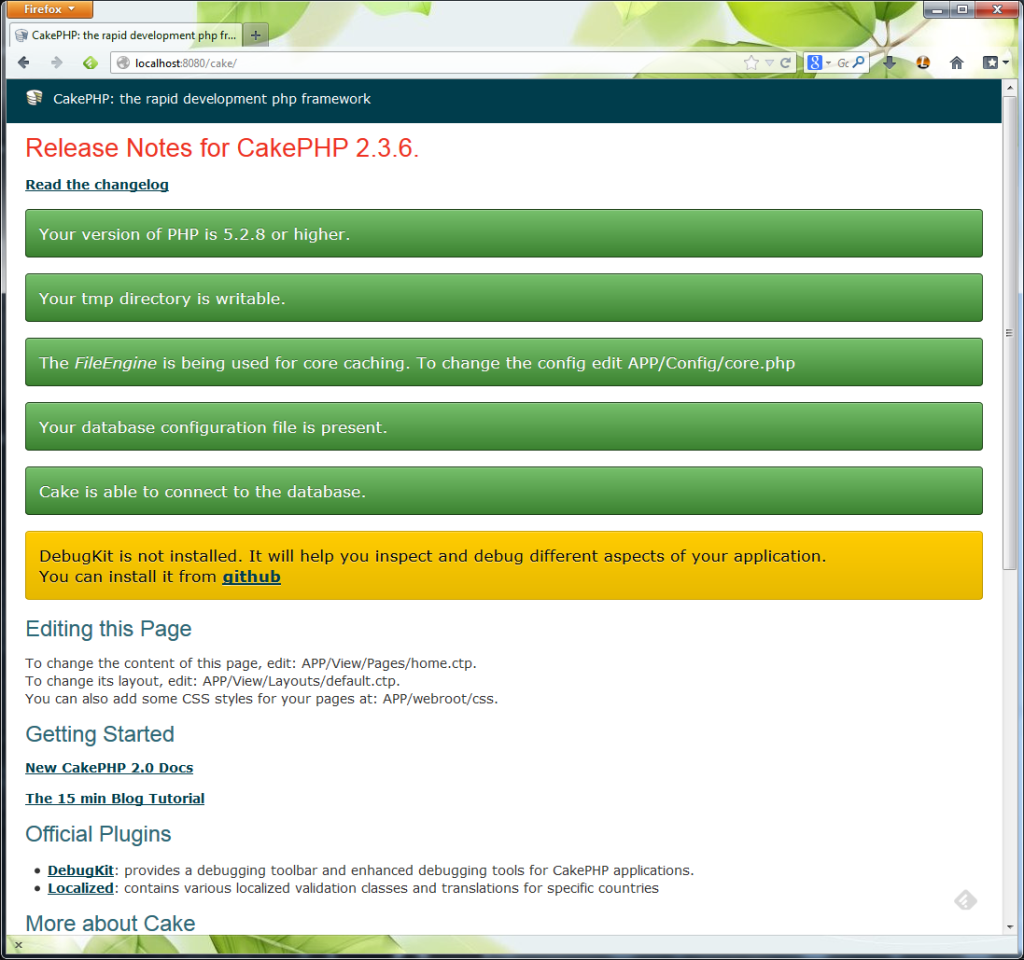 Firefox
CakePHP: the rapid development php fr...
localhost:8080/cake/
CakePHP: the rapid development php framework
Release Notes for CakePHP 2.3.6.
Read the changelog
Your version of PHP is 5.2.8 or higher.
Your tmp directory is writable.
The FileEngine is being used for core caching. To change the config edit APP/Config/core.php
Your database configuration file is present.
Cake is able to connect to the database.
DebugKit is not installed. It will help you inspect and debug different aspects of your application.
You can install it from github
Editing this Page
To change the content of this page, edit: APP/View/Pages/home.ctp.
To change its layout, edit: APP/View/Layouts/default.ctp.
You can also add some CSS styles for your pages at: APP/webroot/css.
Getting Started
New CakePHP 2.0 Docs
The 15 min Blog Tutorial
Official Plugins
• DebugKit: provides a debugging toolbar and enhanced debugging tools for CakePHP applications.
• Localized: contains various localized validation classes and translations for specific countries
More about Cake